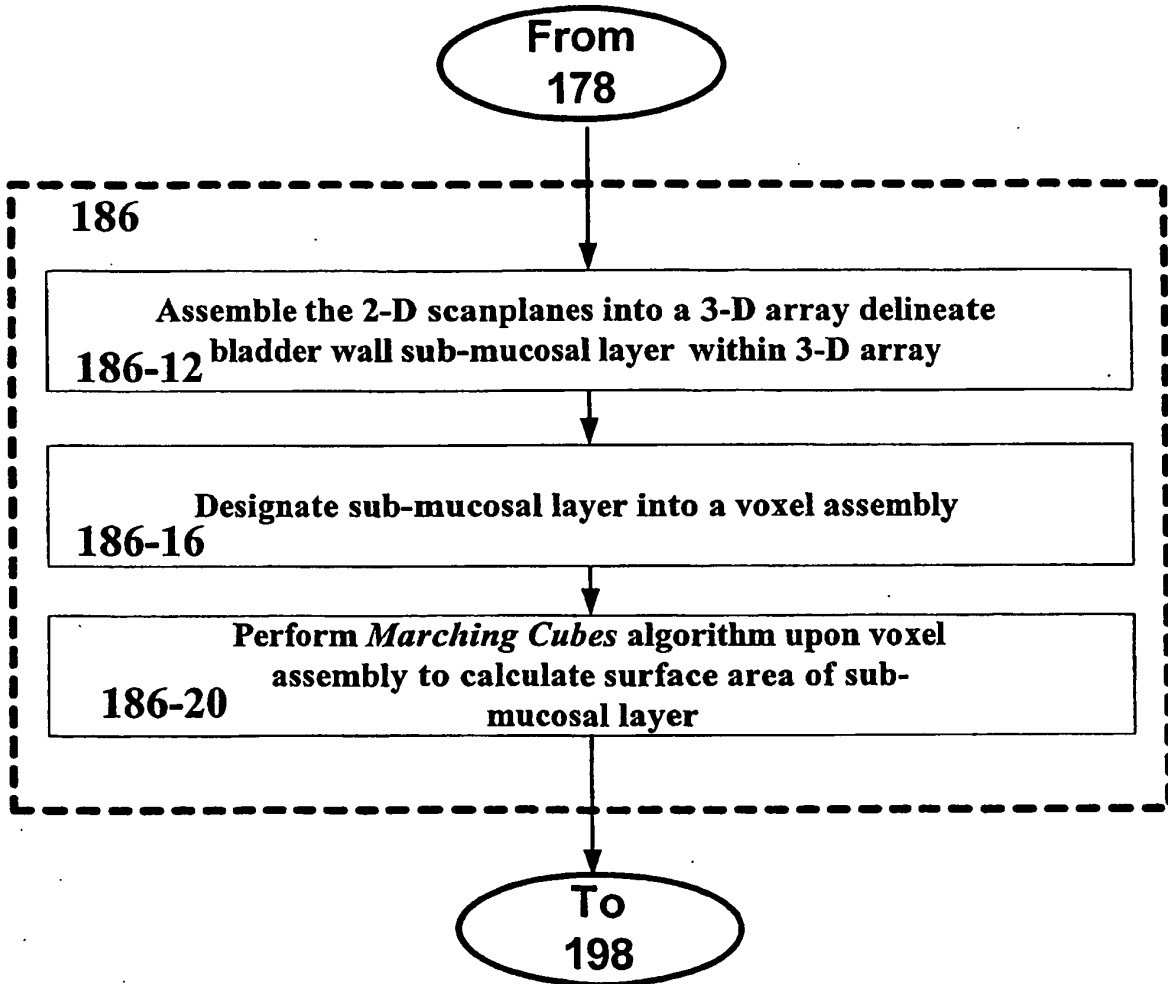 From
178
186
Assemble the 2-D scanplanes into a 3-D array delineate
bladder wall sub-mucosal layer within 3-D array
186-12
Designate sub-mucosal layer into a voxel assembly
186-16
Perform Marching Cubes algorithm upon voxel
assembly to calculate surface area of sub-
mucosal layer
186-20
To
198